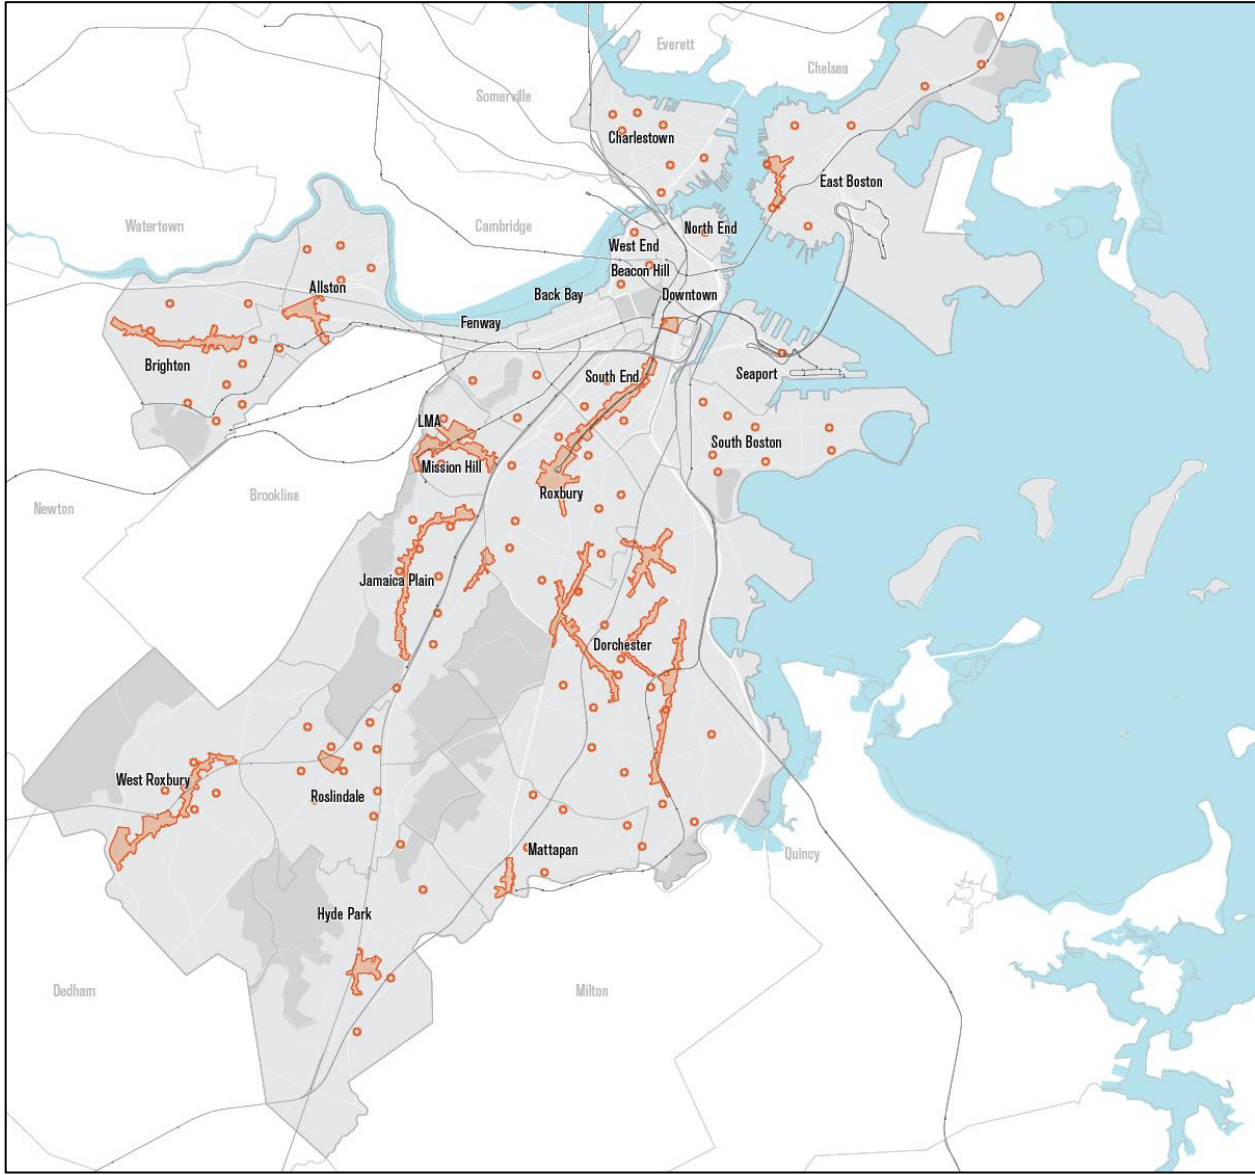 Everett
Chelsea
Somerville
Charlestown
East Boston
Watertown
Cambridge
North End
West End
Beacon Hill
Allston
Back Bay
Downtown
Fenway
Brighton
South End
Seaport
LMA
South Boston
Mission Hill
Brookline
Roxbury
Newton
Jamaica Plain
Dorchester
West Roxbury
Roslindale
Mattapan
Quincy
Hyde Park
Dedham
Milton